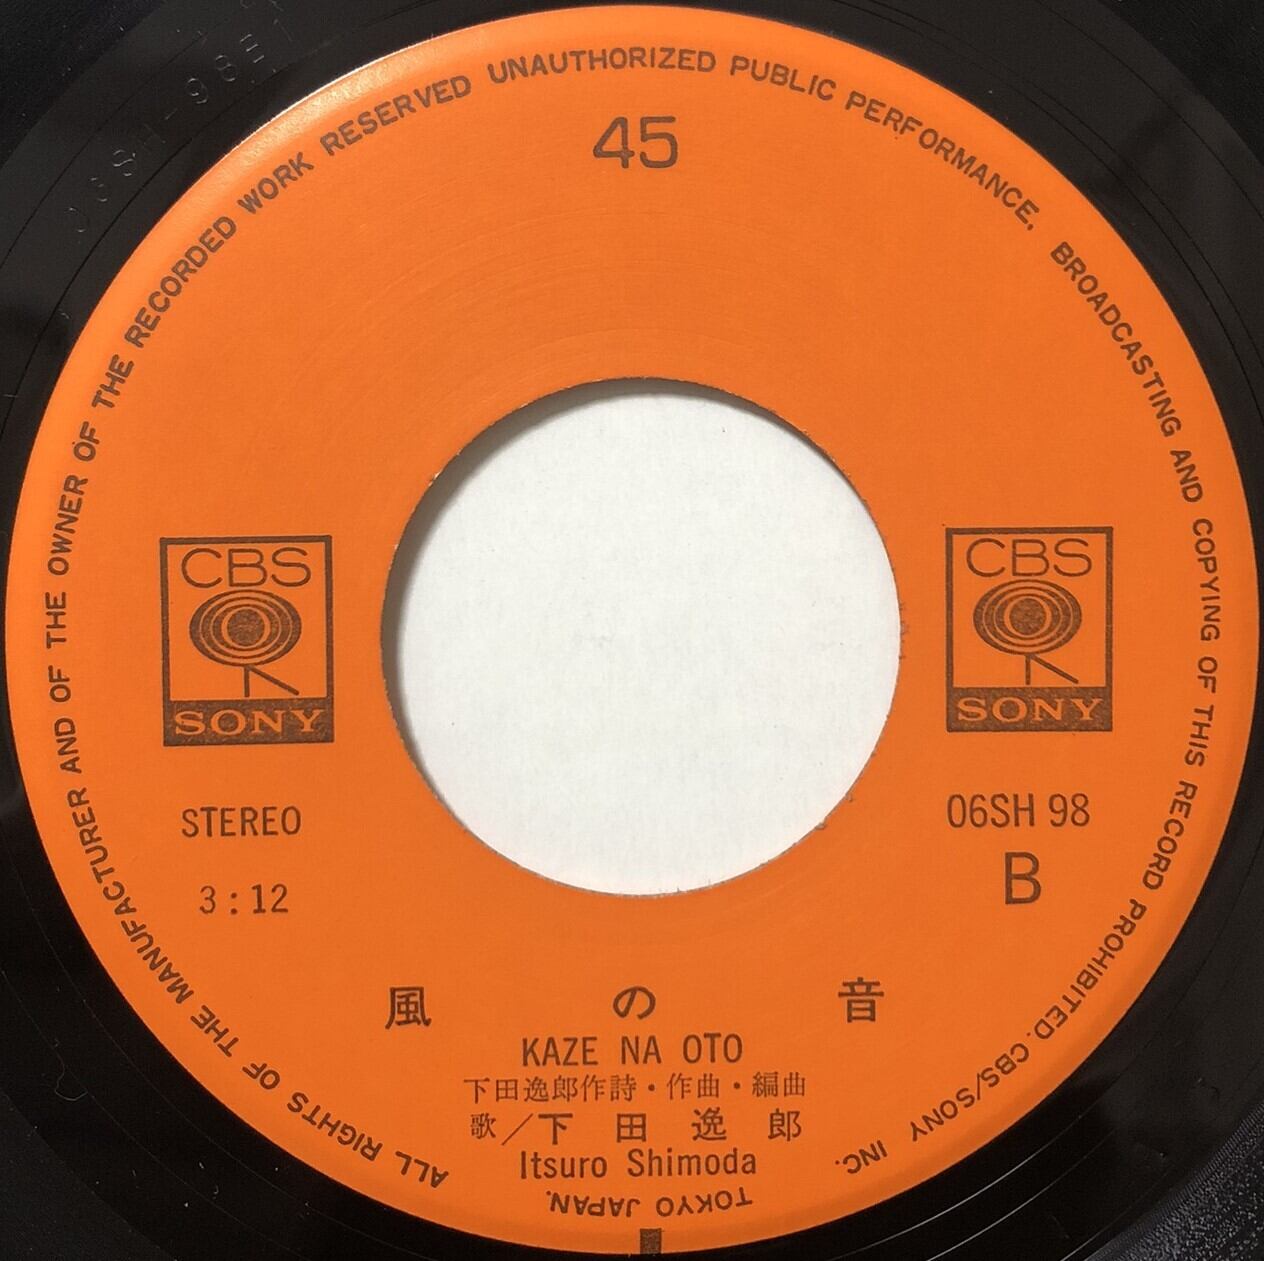 ALL RIGHTS OF THE MANUFACTURER AND OF THE OWNER OF THE RECORDED WORK RESERVED UNAUTHORIZED PUBLIC PERFORMANCE, BROADCASTING AND COPYING OF THIS RECORD PROHIBITED. CBS/SONY INC.
TOKYO JAPAN.
45
CBS
SONY
CBS
SONY
STEREO
06SH 98
3:12
B
風の音
KAZE NA OTO
下田逸郎作詩・作曲・編曲
歌/下田逸郎
Itsuro Shimoda